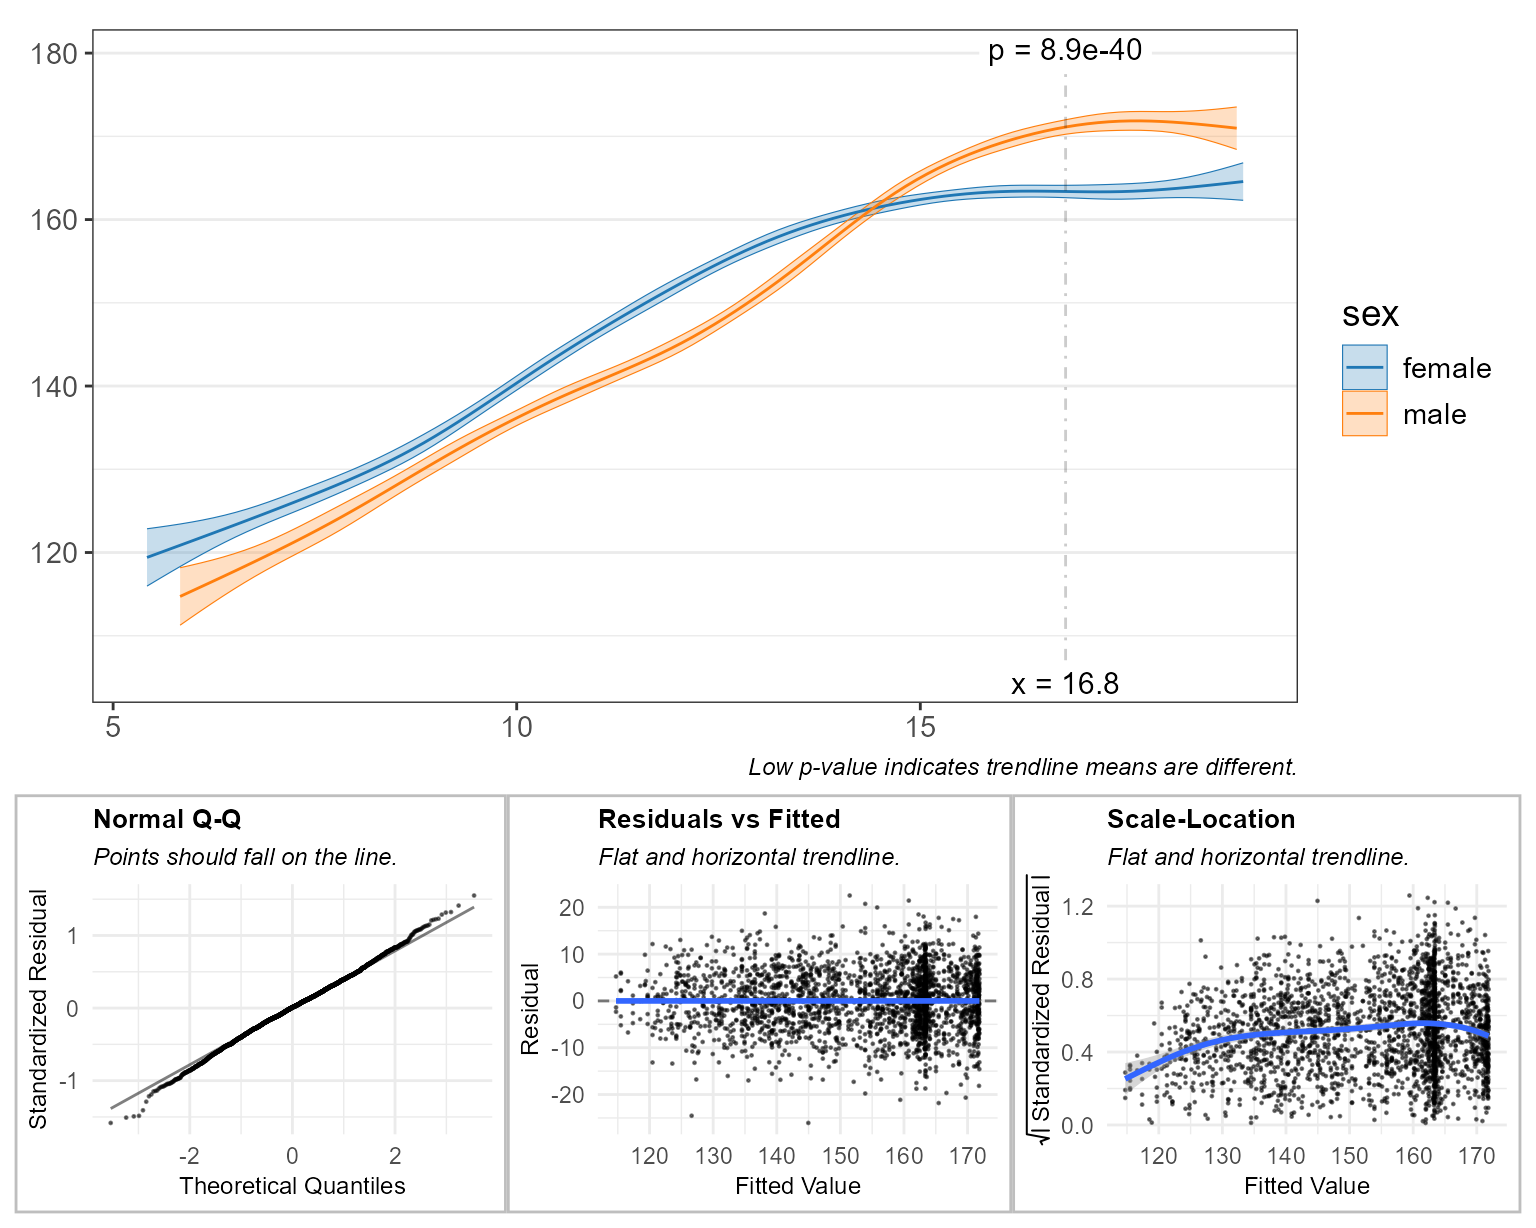 180
p = 8.9e-40
160
140
120
x = 16.8
5 10 15
sex
female
male
Low p-value indicates trendline means are different.
Normal Q-Q
Points should fall on the line.
Standardized Residual
1
0
-1
-2 0 2
Theoretical Quantiles
Residuals vs Fitted
Flat and horizontal trendline.
Residual
20
10
0
-10
-20
120 130 140 150 160 170
Fitted Value
Scale-Location
Flat and horizontal trendline.
√| Standardized Residual |
1.2
0.8
0.4
0.0
120 130 140 150 160 170
Fitted Value